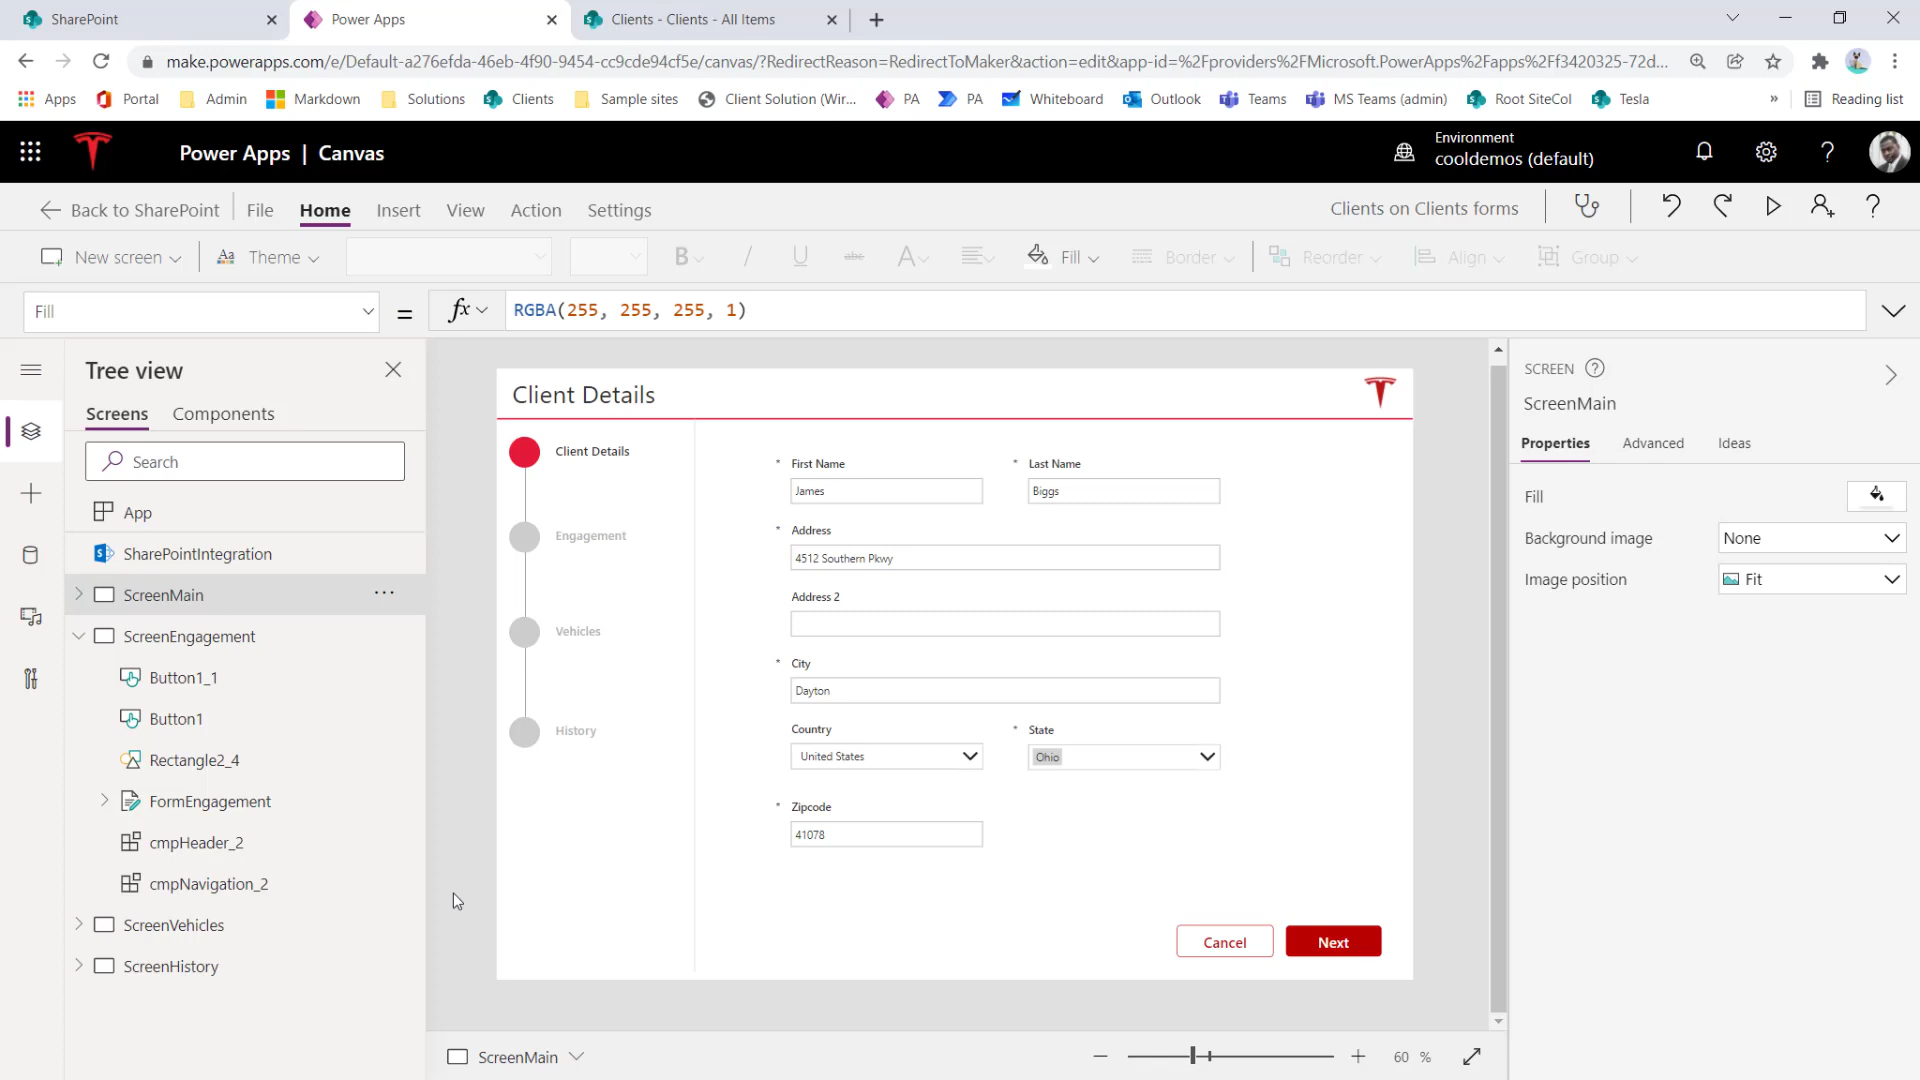 SharePoint
Power Apps
Clients - Clients - All Items
make.powerapps.com/e/Default-a276efda-46eb-4f90-9454-cc9cde94cf5e/canvas/?RedirectReason=RedirectToMaker&action=edit&app-id=%2Fproviders%2FMicrosoft.PowerApps%2Fapps%2Ff3420325-72d...
Apps
Portal
Admin
Markdown
Solutions
Clients
Sample sites
Client Solution (Wir...
PA
PA
Whiteboard
Outlook
Teams
MS Teams (admin)
Root SiteCol
Tesla
»
Reading list
Power Apps | Canvas
Environment
cooldemos (default)
Back to SharePoint
File
Home
Insert
View
Action
Settings
Clients on Clients forms
New screen
Theme
B
/
U
abc
A
Fill
Border
Reorder
Align
Group
Fill
=
fx
RGBA(255, 255, 255, 1)
Tree view
Screens
Components
Search
App
SharePointIntegration
ScreenMain
...
ScreenEngagement
Button1_1
Button1
Rectangle2_4
FormEngagement
cmpHeader_2
cmpNavigation_2
ScreenVehicles
ScreenHistory
Client Details
Client Details
Engagement
Vehicles
History
* First Name
James
* Last Name
Biggs
* Address
4512 Southern Pkwy
Address 2
* City
Dayton
Country
United States
* State
Ohio
* Zipcode
41078
Cancel
Next
ScreenMain
60 %
SCREEN
ScreenMain
Properties
Advanced
Ideas
Fill
Background image
None
Image position
Fit